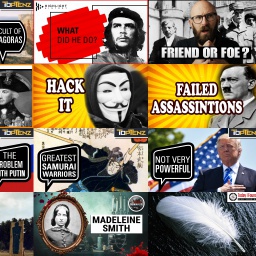 CULT OF
AGORAS
WHAT
DID HE DO?
FRIEND OR FOE?
HACK
IT
FAILED
ASSASSINTIONS
THE
PROBLEM
WITH PUTIN
GREATEST
SAMURAI
WARRIORS
NOT VERY
POWERFUL
MADELEINE
SMITH